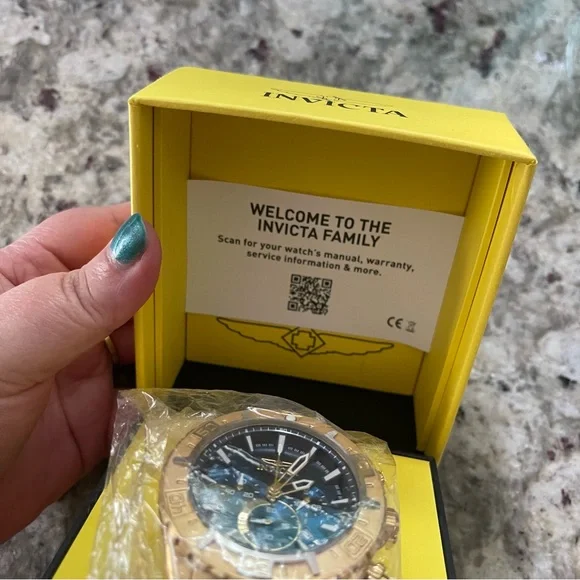 INVICTA
WELCOME TO THE
INVICTA FAMILY
Scan for your watch's manual, warranty,
service information & more.
CE